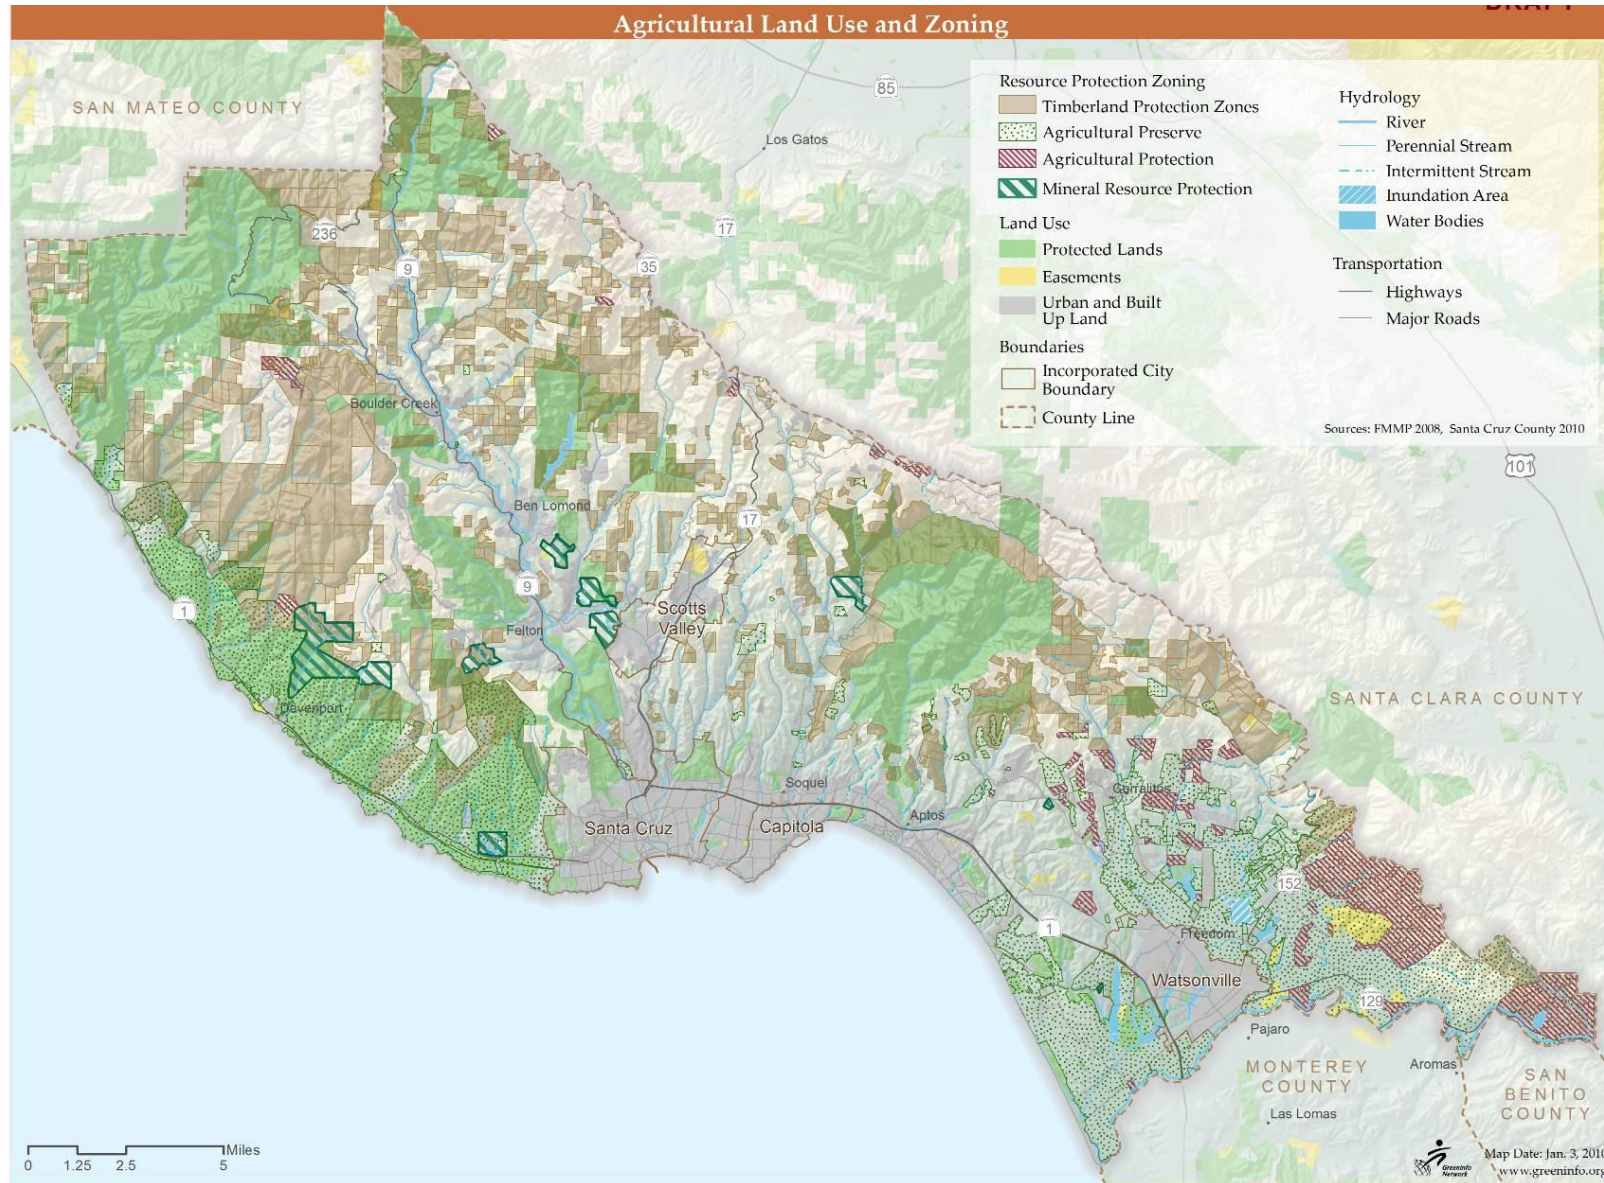 DRAFT
Agricultural Land Use and Zoning
SAN MATEO COUNTY
85
Los Gatos
17
35
236
9
Boulder Creek
Ben Lomond
17
9
Felton
Scotts
Valley
1
Davenport
Soquel
Aptos
Santa Cruz
Capitola
Corralitos
152
1
Freedom
Watsonville
129
Pajaro
Aromas
Las Lomas
101
SANTA CLARA COUNTY
MONTEREY
COUNTY
SAN
BENITO
COUNTY
Resource Protection Zoning
Timberland Protection Zones
Agricultural Preserve
Agricultural Protection
Mineral Resource Protection
Land Use
Protected Lands
Easements
Urban and Built
Up Land
Boundaries
Incorporated City
Boundary
County Line
Hydrology
River
Perennial Stream
Intermittent Stream
Inundation Area
Water Bodies
Transportation
Highways
Major Roads
Sources: FMMP 2008, Santa Cruz County 2010
Miles
0 1.25 2.5 5
GreenInfo
Network
Map Date: Jan. 3, 2010
www.greeninfo.org